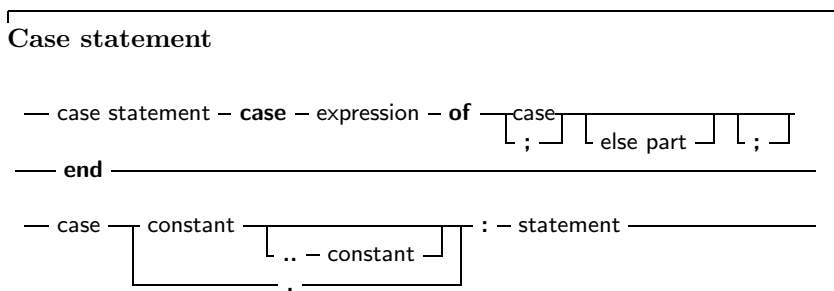 Case statement
case statement case expression of case
; else part ;
end
case constant : statement
.. constant
,